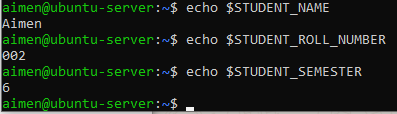 aimen@ubuntu-server:~$ echo $STUDENT_NAME
Aimen
aimen@ubuntu-server:~$ echo $STUDENT_ROLL_NUMBER
002
aimen@ubuntu-server:~$ echo $STUDENT_SEMESTER
6
aimen@ubuntu-server:~$